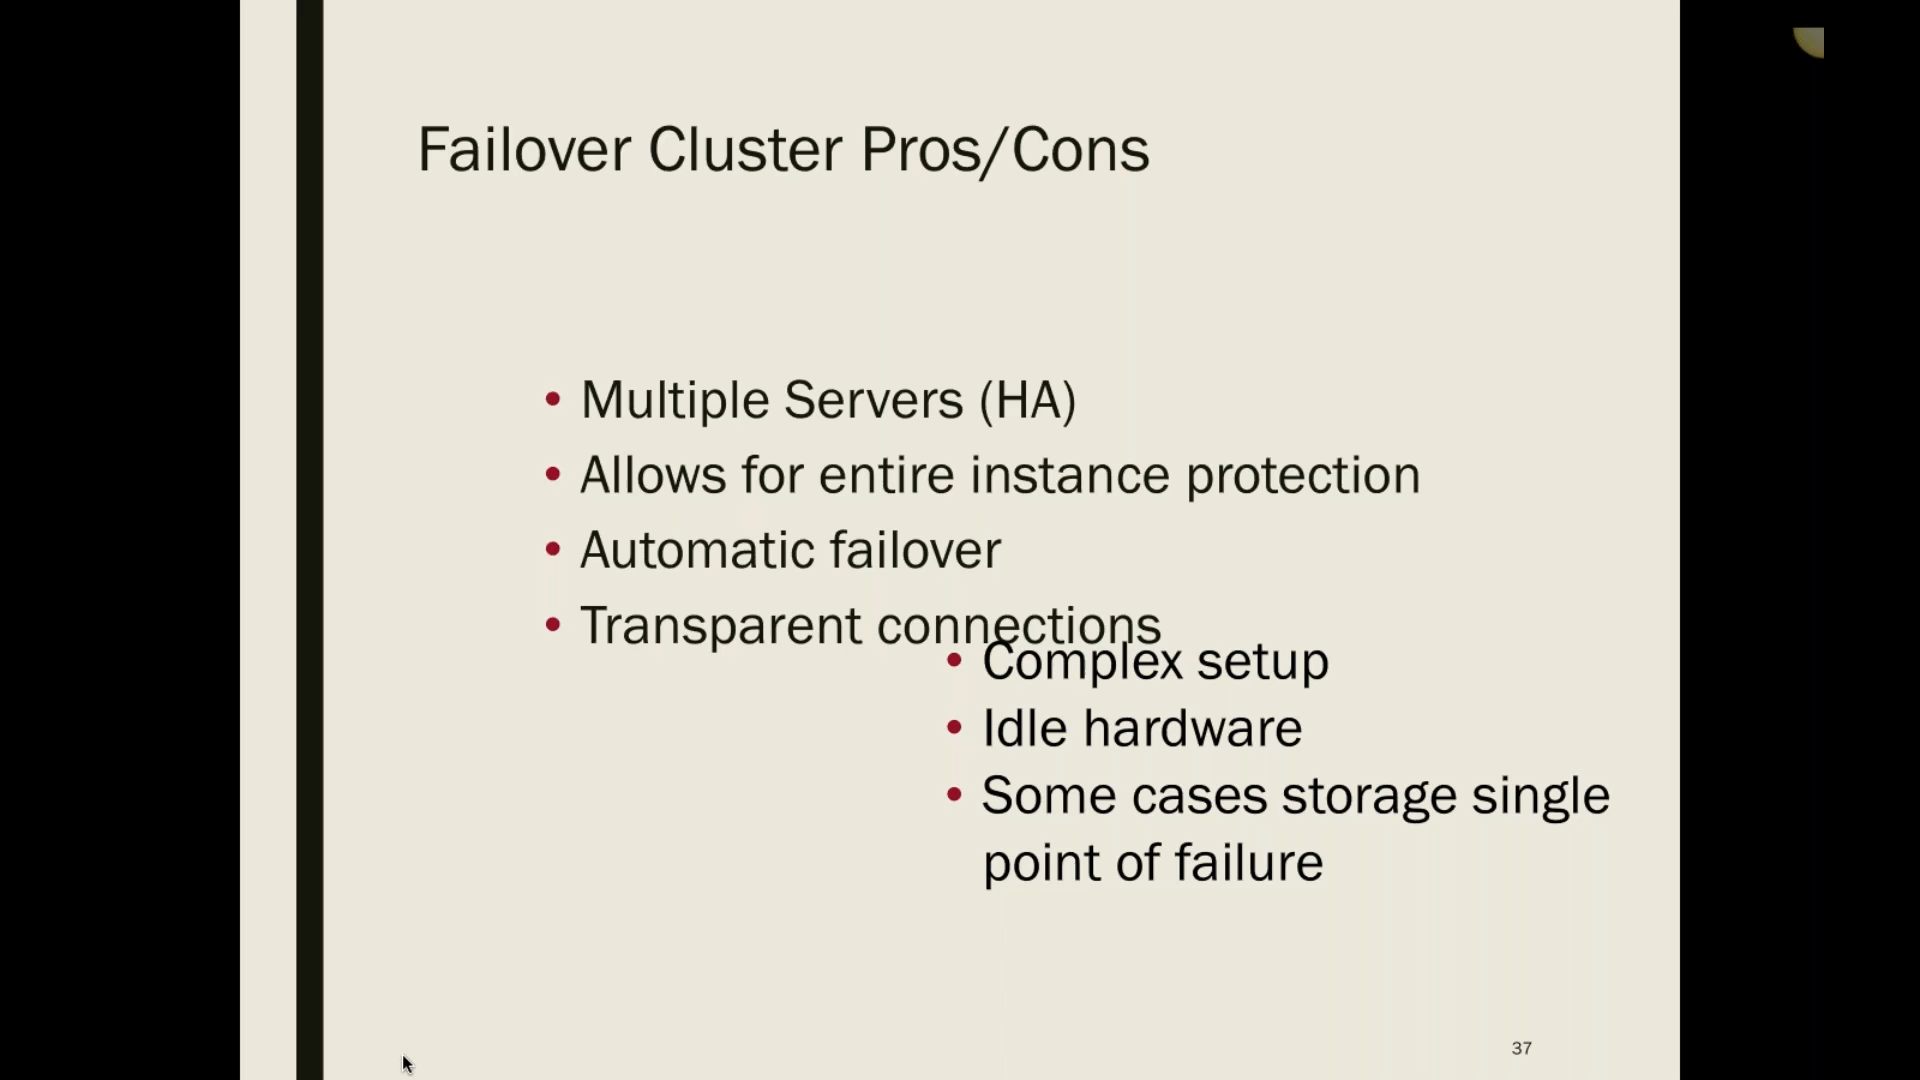 Failover Cluster Pros/Cons
• Multiple Servers (HA)
• Allows for entire instance protection
• Automatic failover
• Transparent connections
• Complex setup
• Idle hardware
• Some cases storage single
point of failure
37